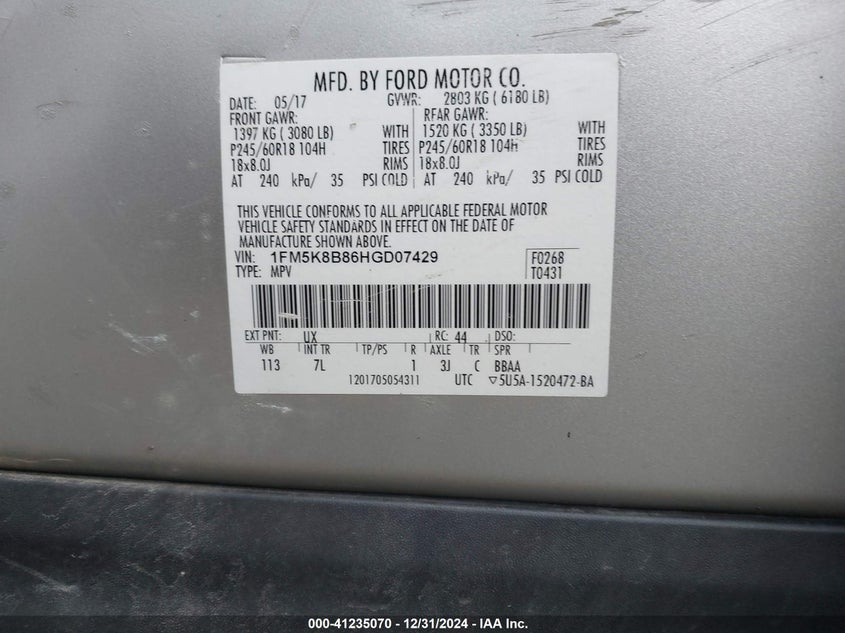 MFD. BY FORD MOTOR CO.
DATE: 05/17 GVWR: 2803 KG ( 6180 LB)
FRONT GAWR: RFAR GAWR:
1397 KG ( 3080 LB) WITH 1520 KG ( 3350 LB) WITH
P245/60R18 104H TIRES P245/60R18 104H TIRES
18x8.0J RIMS 18x8.0J RIMS
AT 240 kPa/ 35 PSI COLD AT 240 kPa/ 35 PSI COLD
THIS VEHICLE CONFORMS TO ALL APPLICABLE FEDERAL MOTOR
VEHICLE SAFETY STANDARDS IN EFFECT ON THE DATE OF
MANUFACTURE SHOWN ABOVE.
VIN: 1FM5K8B86HGD07429 F0268
TYPE: MPV T0431
EXT PNT: UX RC: 44 DSO:
WB INT TR TP/PS R AXLE TR SPR
113 7L 1 3J C BBAA
1201705054311 UTC ▽5U5A-1520472-BA
000-41235070 - 12/31/2024 - IAA Inc.